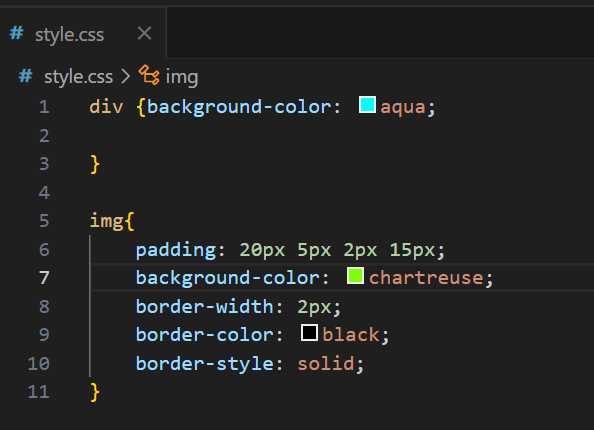 # style.css ×
# style.css > img
1 div {background-color: aqua;
2
3 }
4
5 img{
6 padding: 20px 5px 2px 15px;
7 background-color: chartreuse;
8 border-width: 2px;
9 border-color: black;
10 border-style: solid;
11 }